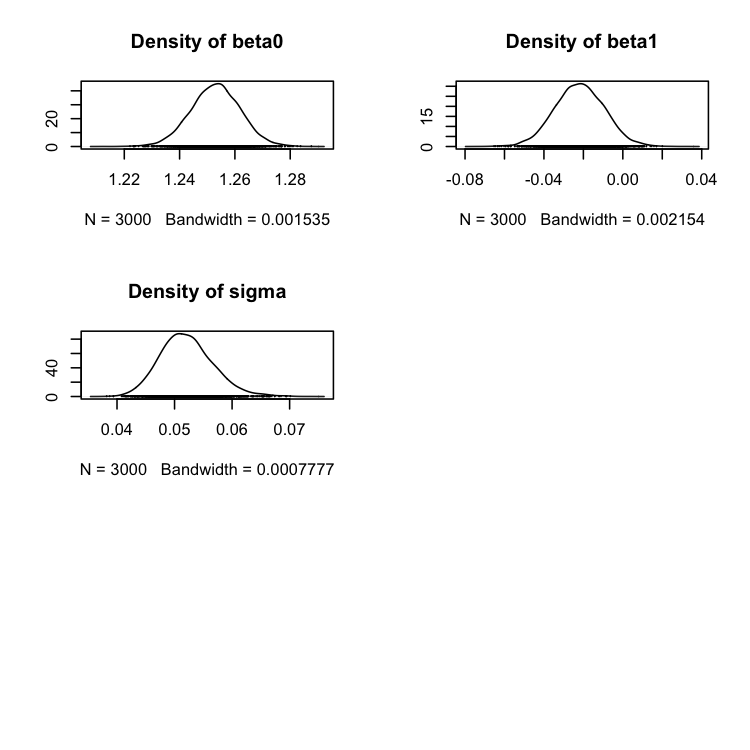 Density of beta0
20
0
1.22 1.24 1.26 1.28
N = 3000 Bandwidth = 0.001535
Density of beta1
15
0
-0.08 -0.04 0.00 0.04
N = 3000 Bandwidth = 0.002154
Density of sigma
40
0
0.04 0.05 0.06 0.07
N = 3000 Bandwidth = 0.0007777